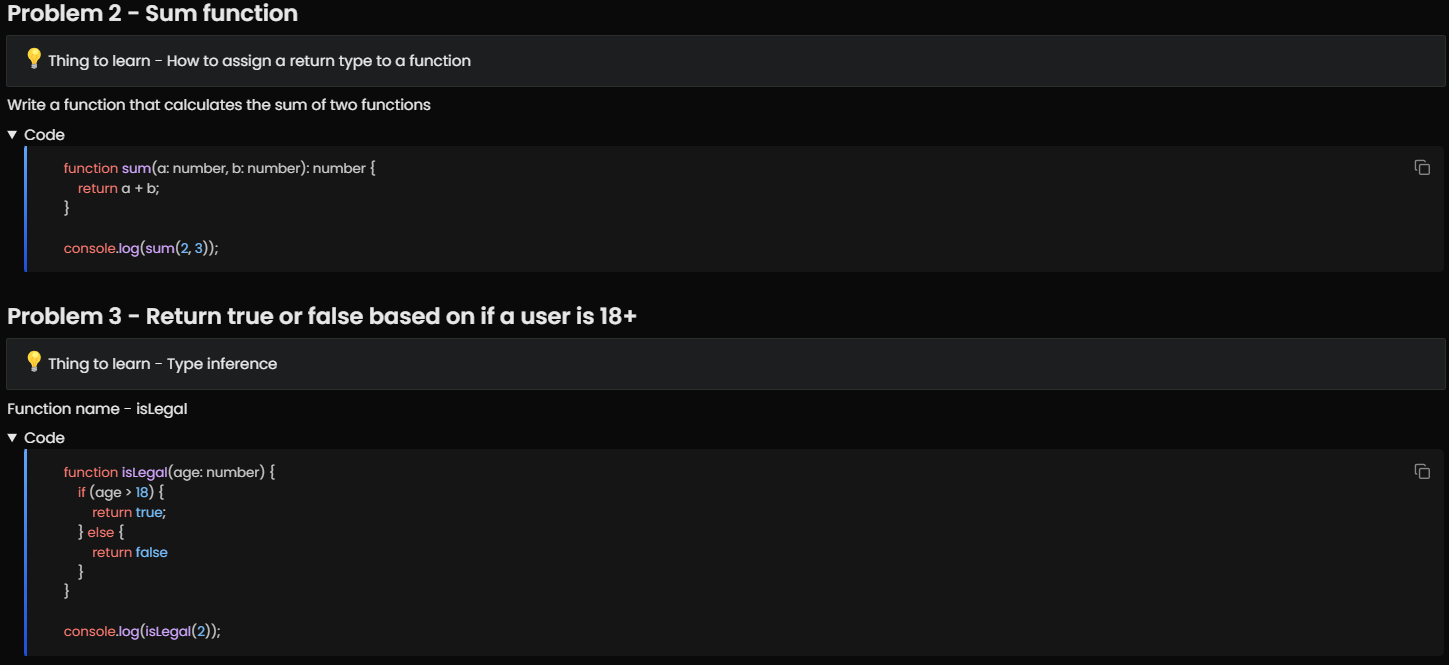 Problem 2 - Sum function
💡 Thing to learn - How to assign a return type to a function
Write a function that calculates the sum of two functions
▼ Code
function sum(a: number, b: number): number {
    return a + b;
}
console.log(sum(2, 3));
Problem 3 - Return true or false based on if a user is 18+
💡 Thing to learn - Type inference
Function name - isLegal
▼ Code
function isLegal(age: number) {
    if (age > 18) {
        return true;
    } else {
        return false
    }
}
console.log(isLegal(2));